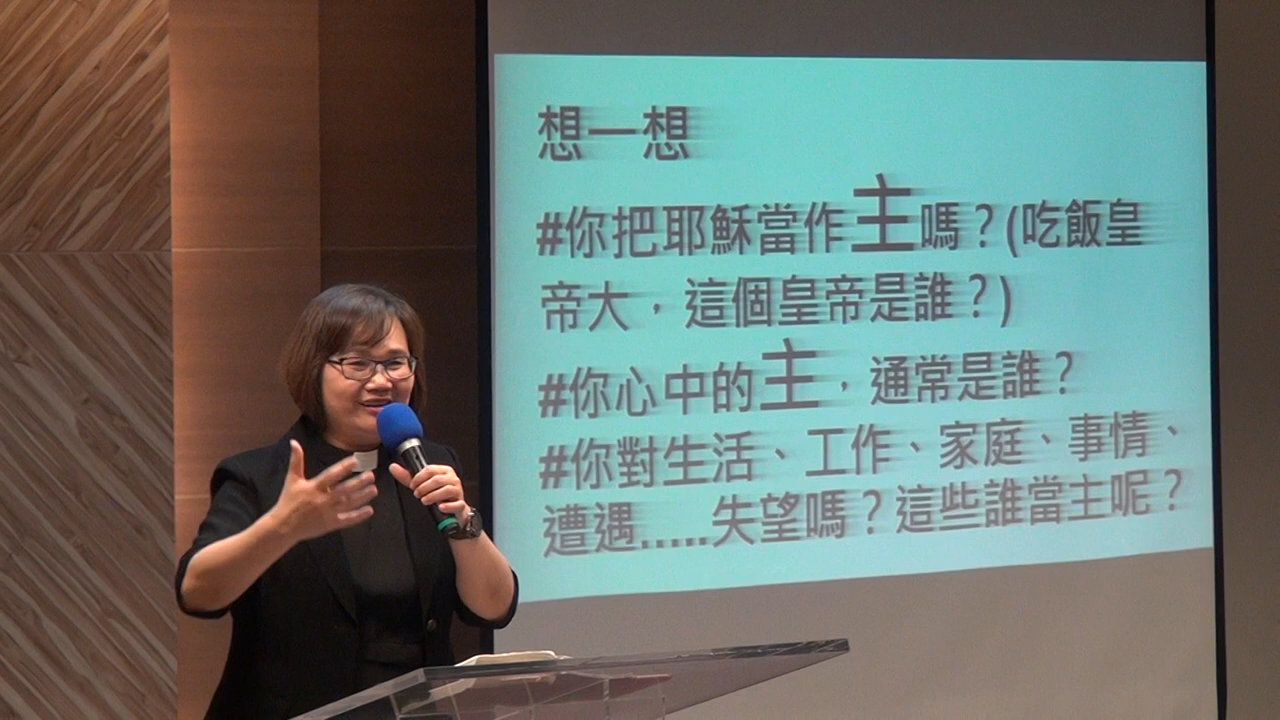 想一想
#你把耶穌當作主嗎？(吃飯皇
帝大，這個皇帝是誰？)
#你心中的主，通常是誰？
#你對生活、工作、家庭、事情、
遭遇......失望嗎？這些誰當主呢？